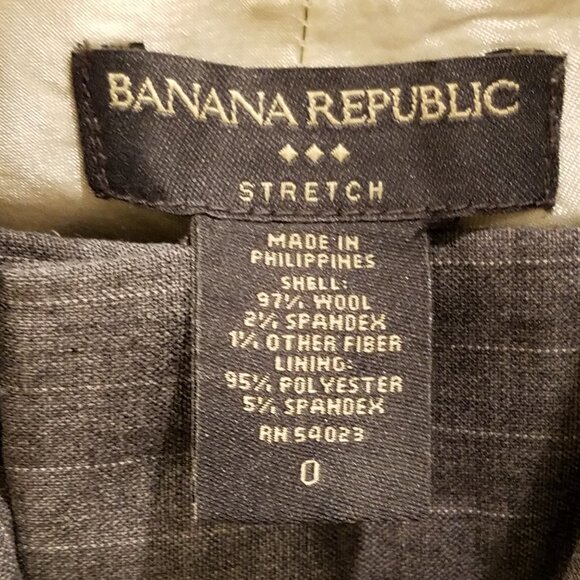 BANANA REPUBLIC
STRETCH
MADE IN
PHILIPPINES
SHELL:
97% WOOL
2% SPANDEX
1% OTHER FIBER
LINING:
95% POLYESTER
5% SPANDEX
RN 54023
0